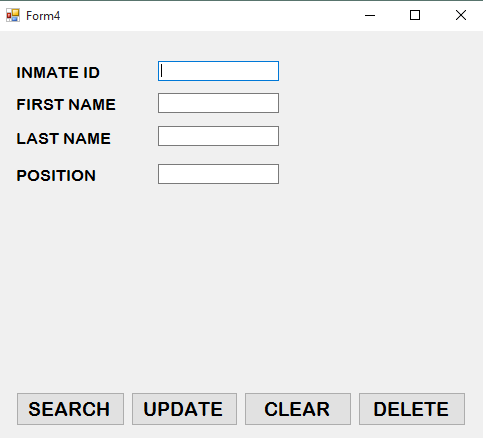 Form4
INMATE ID
FIRST NAME
LAST NAME
POSITION
SEARCH UPDATE CLEAR DELETE